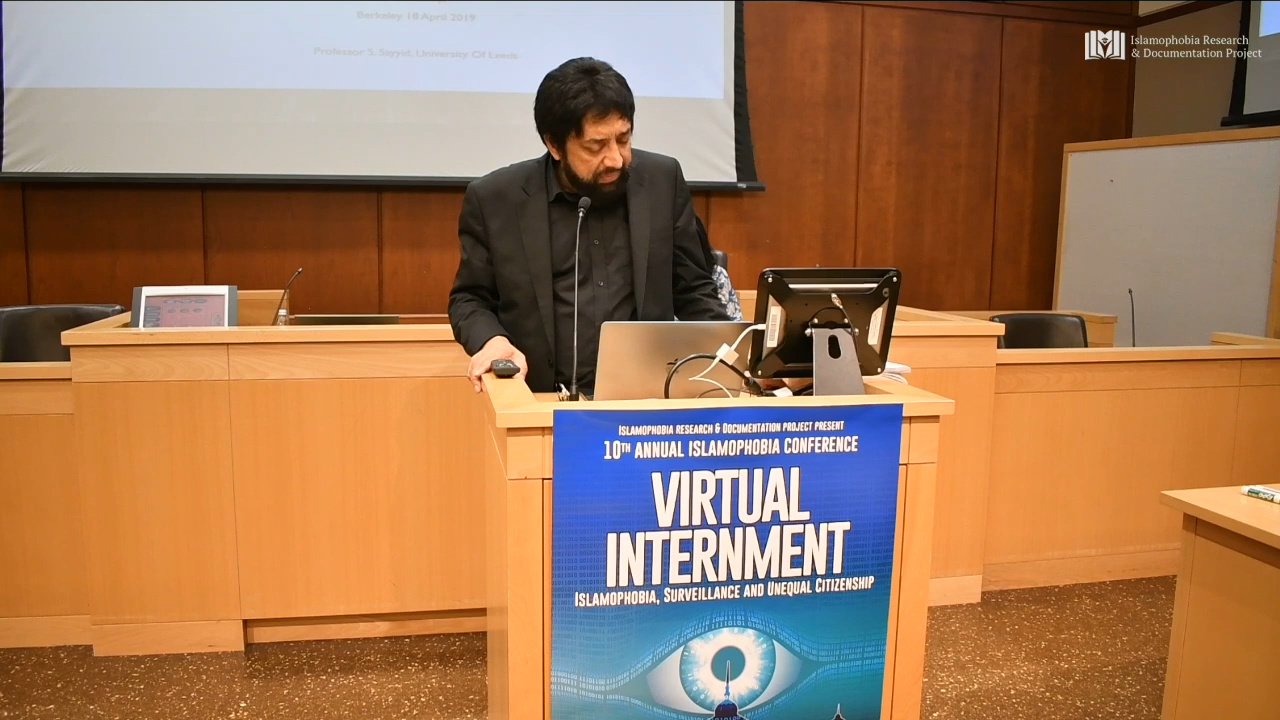 Berkeley 18 April 2019
Professor S. Sayyid, University Of Leeds
Islamophobia Research
& Documentation Project
Islamophobia Research & Documentation Project present
10TH Annual Islamophobia Conference
VIRTUAL
INTERNMENT
Islamophobia, Surveillance and Unequal Citizenship